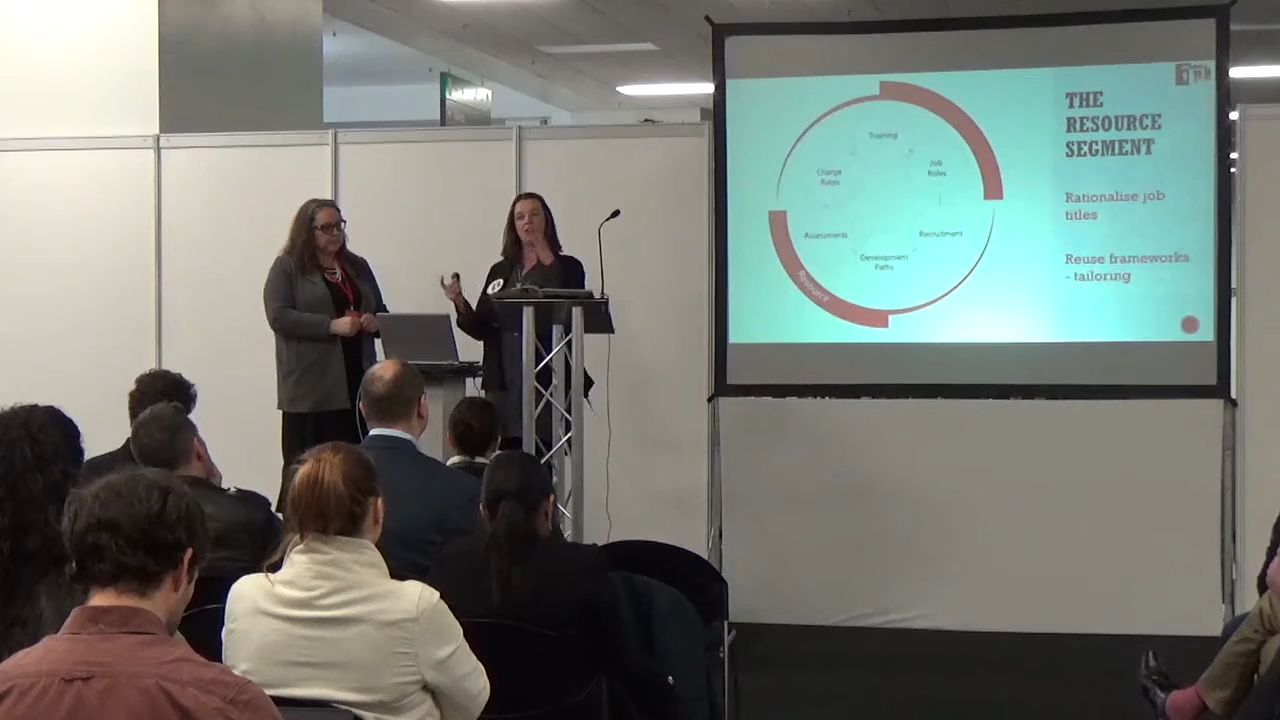 THE
RESOURCE
SEGMENT
Rationalise job
titles
Reuse frameworks
- tailoring
Training
Job
Roles
Recruitment
Development
Paths
Assessments
Charge
Rates
Resource